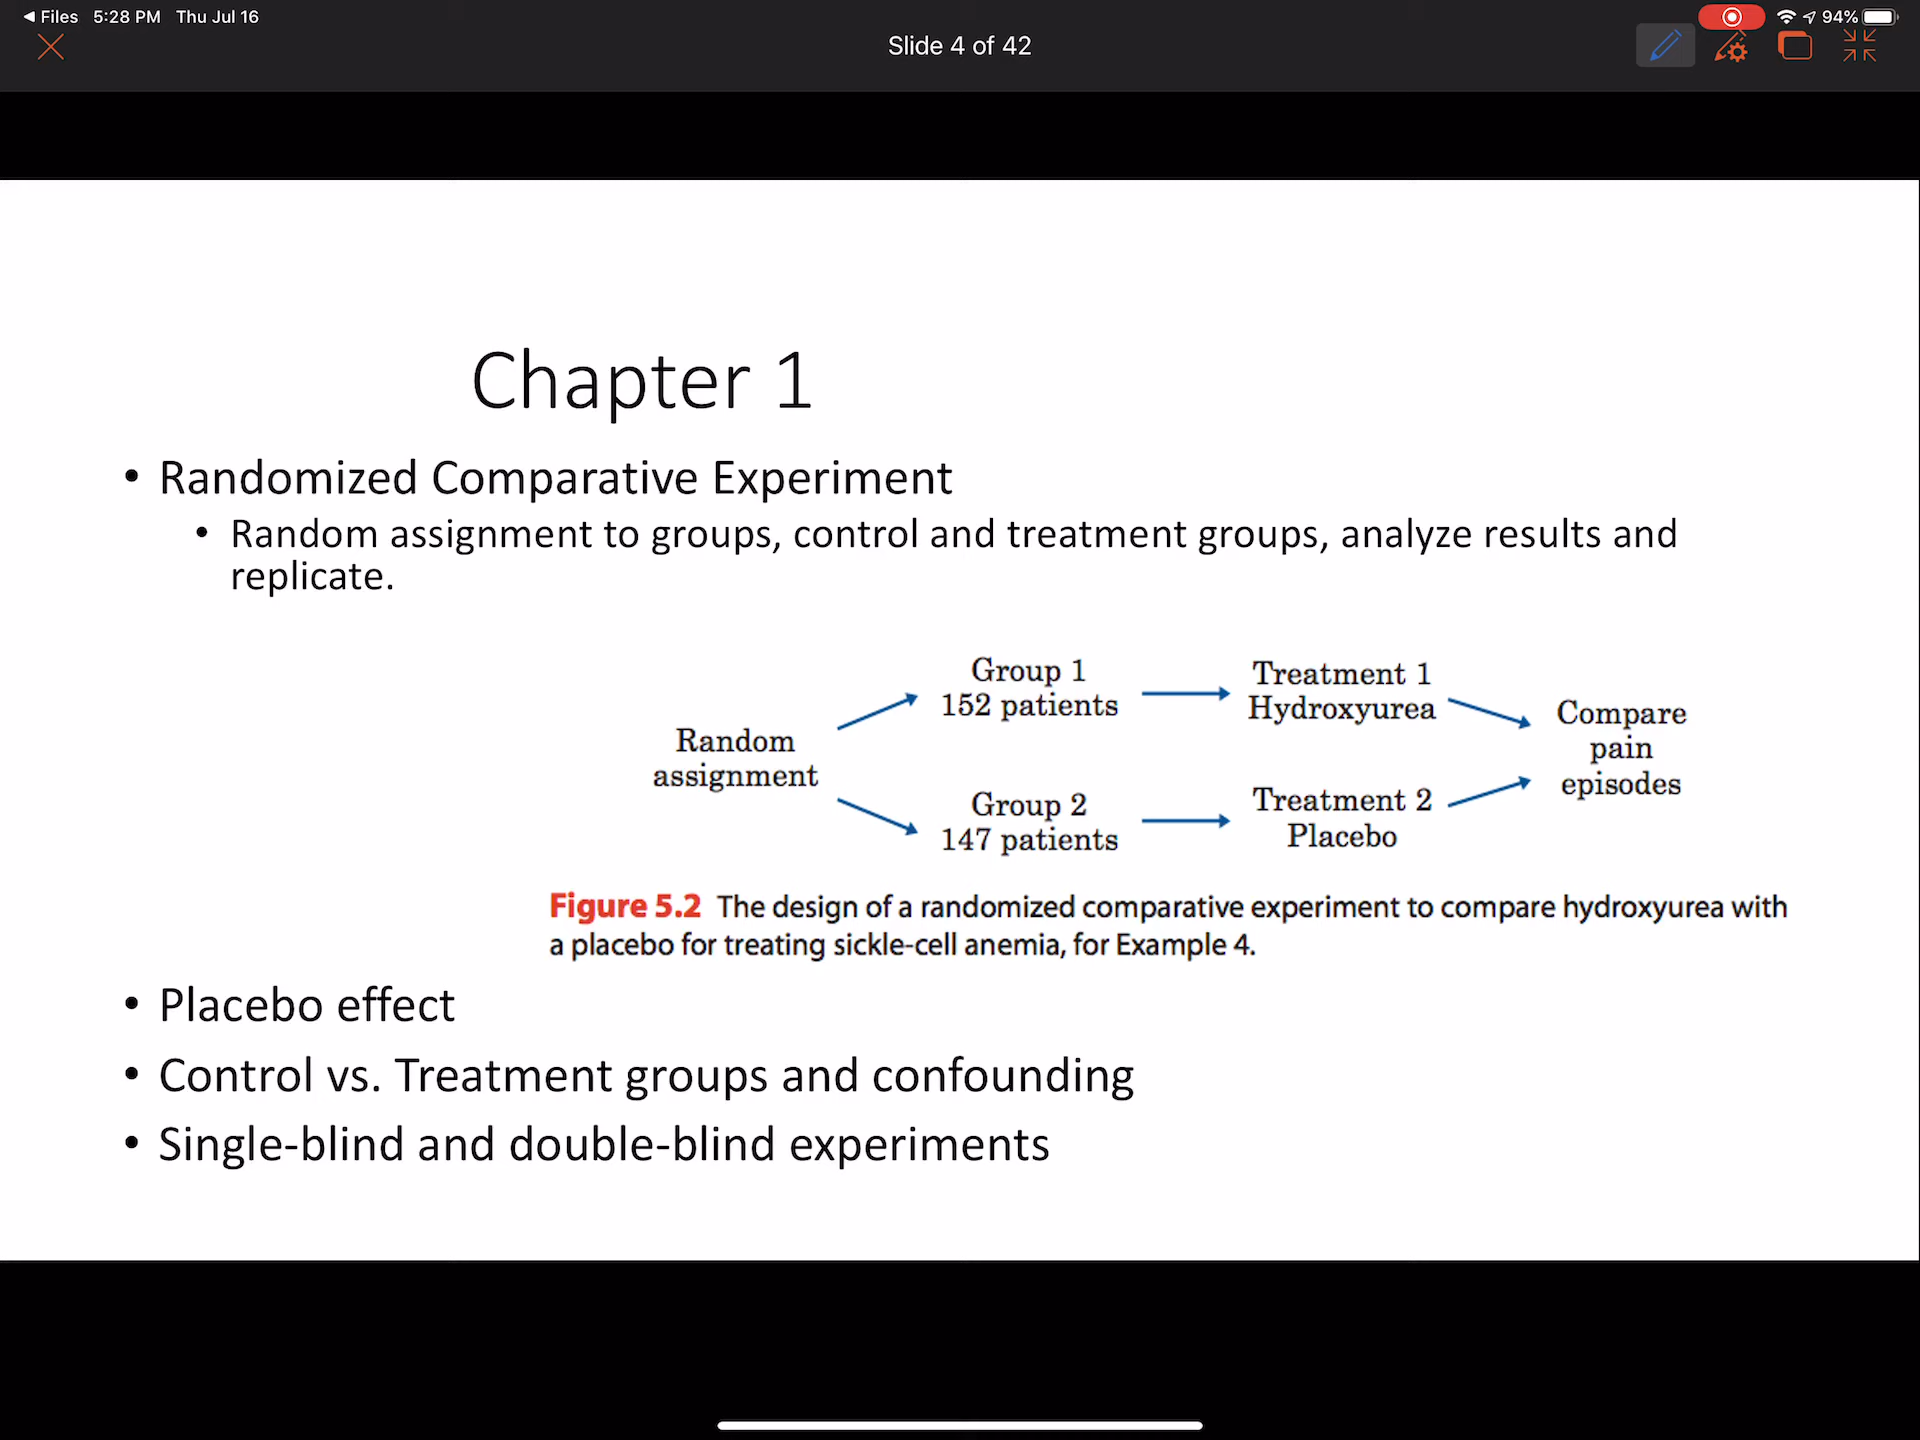 Files 5:28 PM Thu Jul 16
94%
Slide 4 of 42
Chapter 1
• Randomized Comparative Experiment
• Random assignment to groups, control and treatment groups, analyze results and
replicate.
Random
assignment
Group 1
152 patients
Treatment 1
Hydroxyurea
Group 2
147 patients
Treatment 2
Placebo
Compare
pain
episodes
Figure 5.2 The design of a randomized comparative experiment to compare hydroxyurea with
a placebo for treating sickle-cell anemia, for Example 4.
• Placebo effect
• Control vs. Treatment groups and confounding
• Single-blind and double-blind experiments